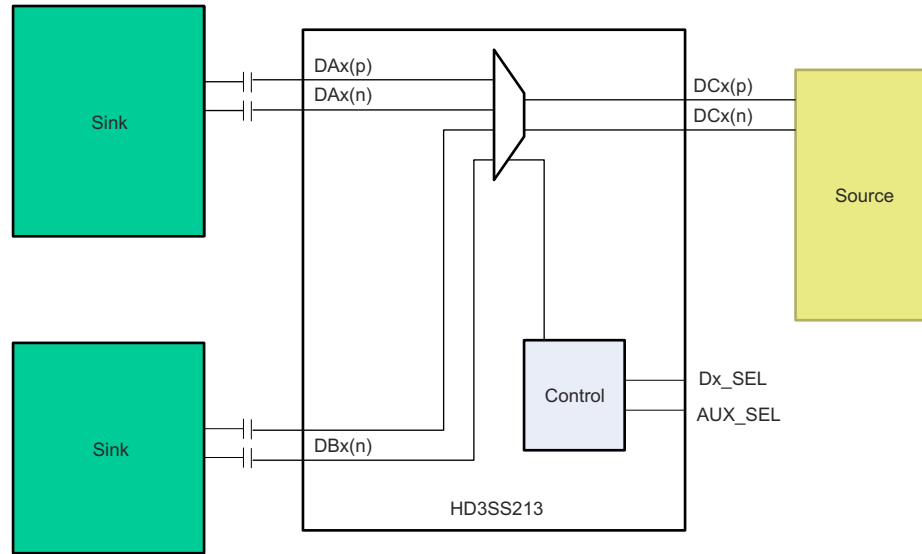 DAx(p)
DAx(n)
Sink
DCx(p)
DCx(n)
Source
Dx_SEL
AUX_SEL
Control
Sink
DBx(n)
HD3SS213